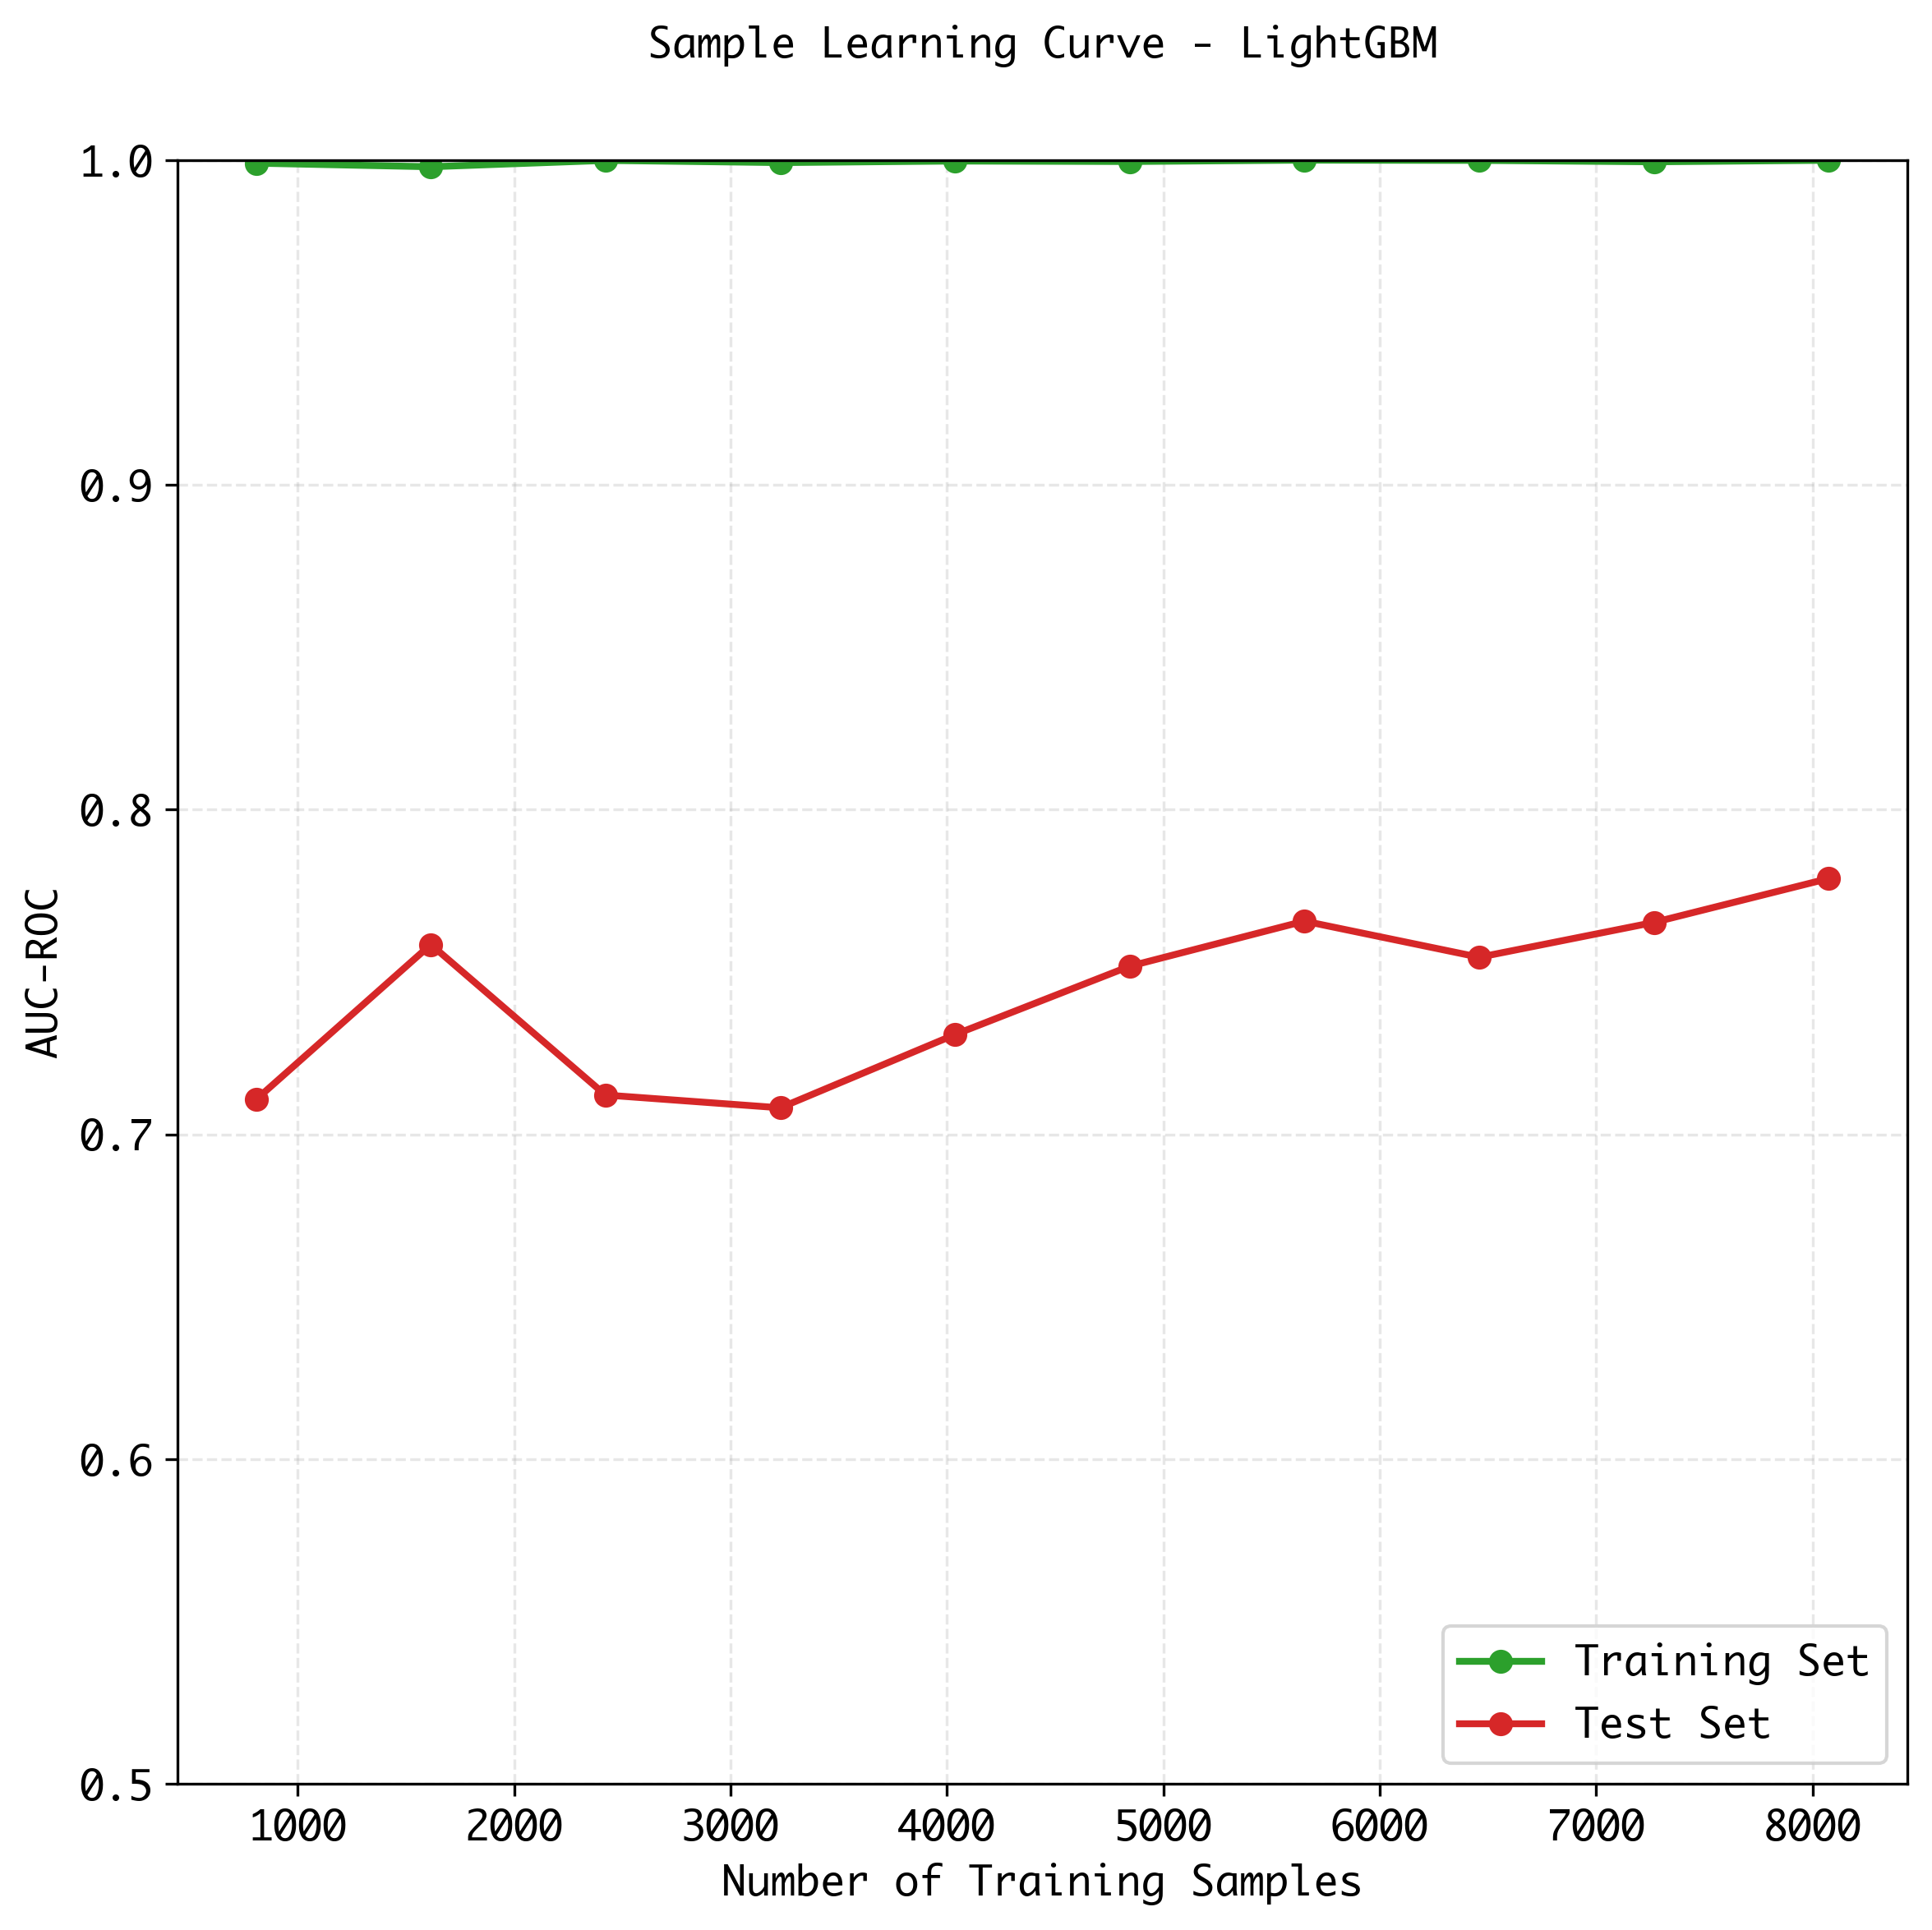 Sample Learning Curve - LightGBM
1.0
0.9
0.8
0.7
0.6
0.5
AUC-ROC
1000 2000 3000 4000 5000 6000 7000 8000
Number of Training Samples
Training Set
Test Set